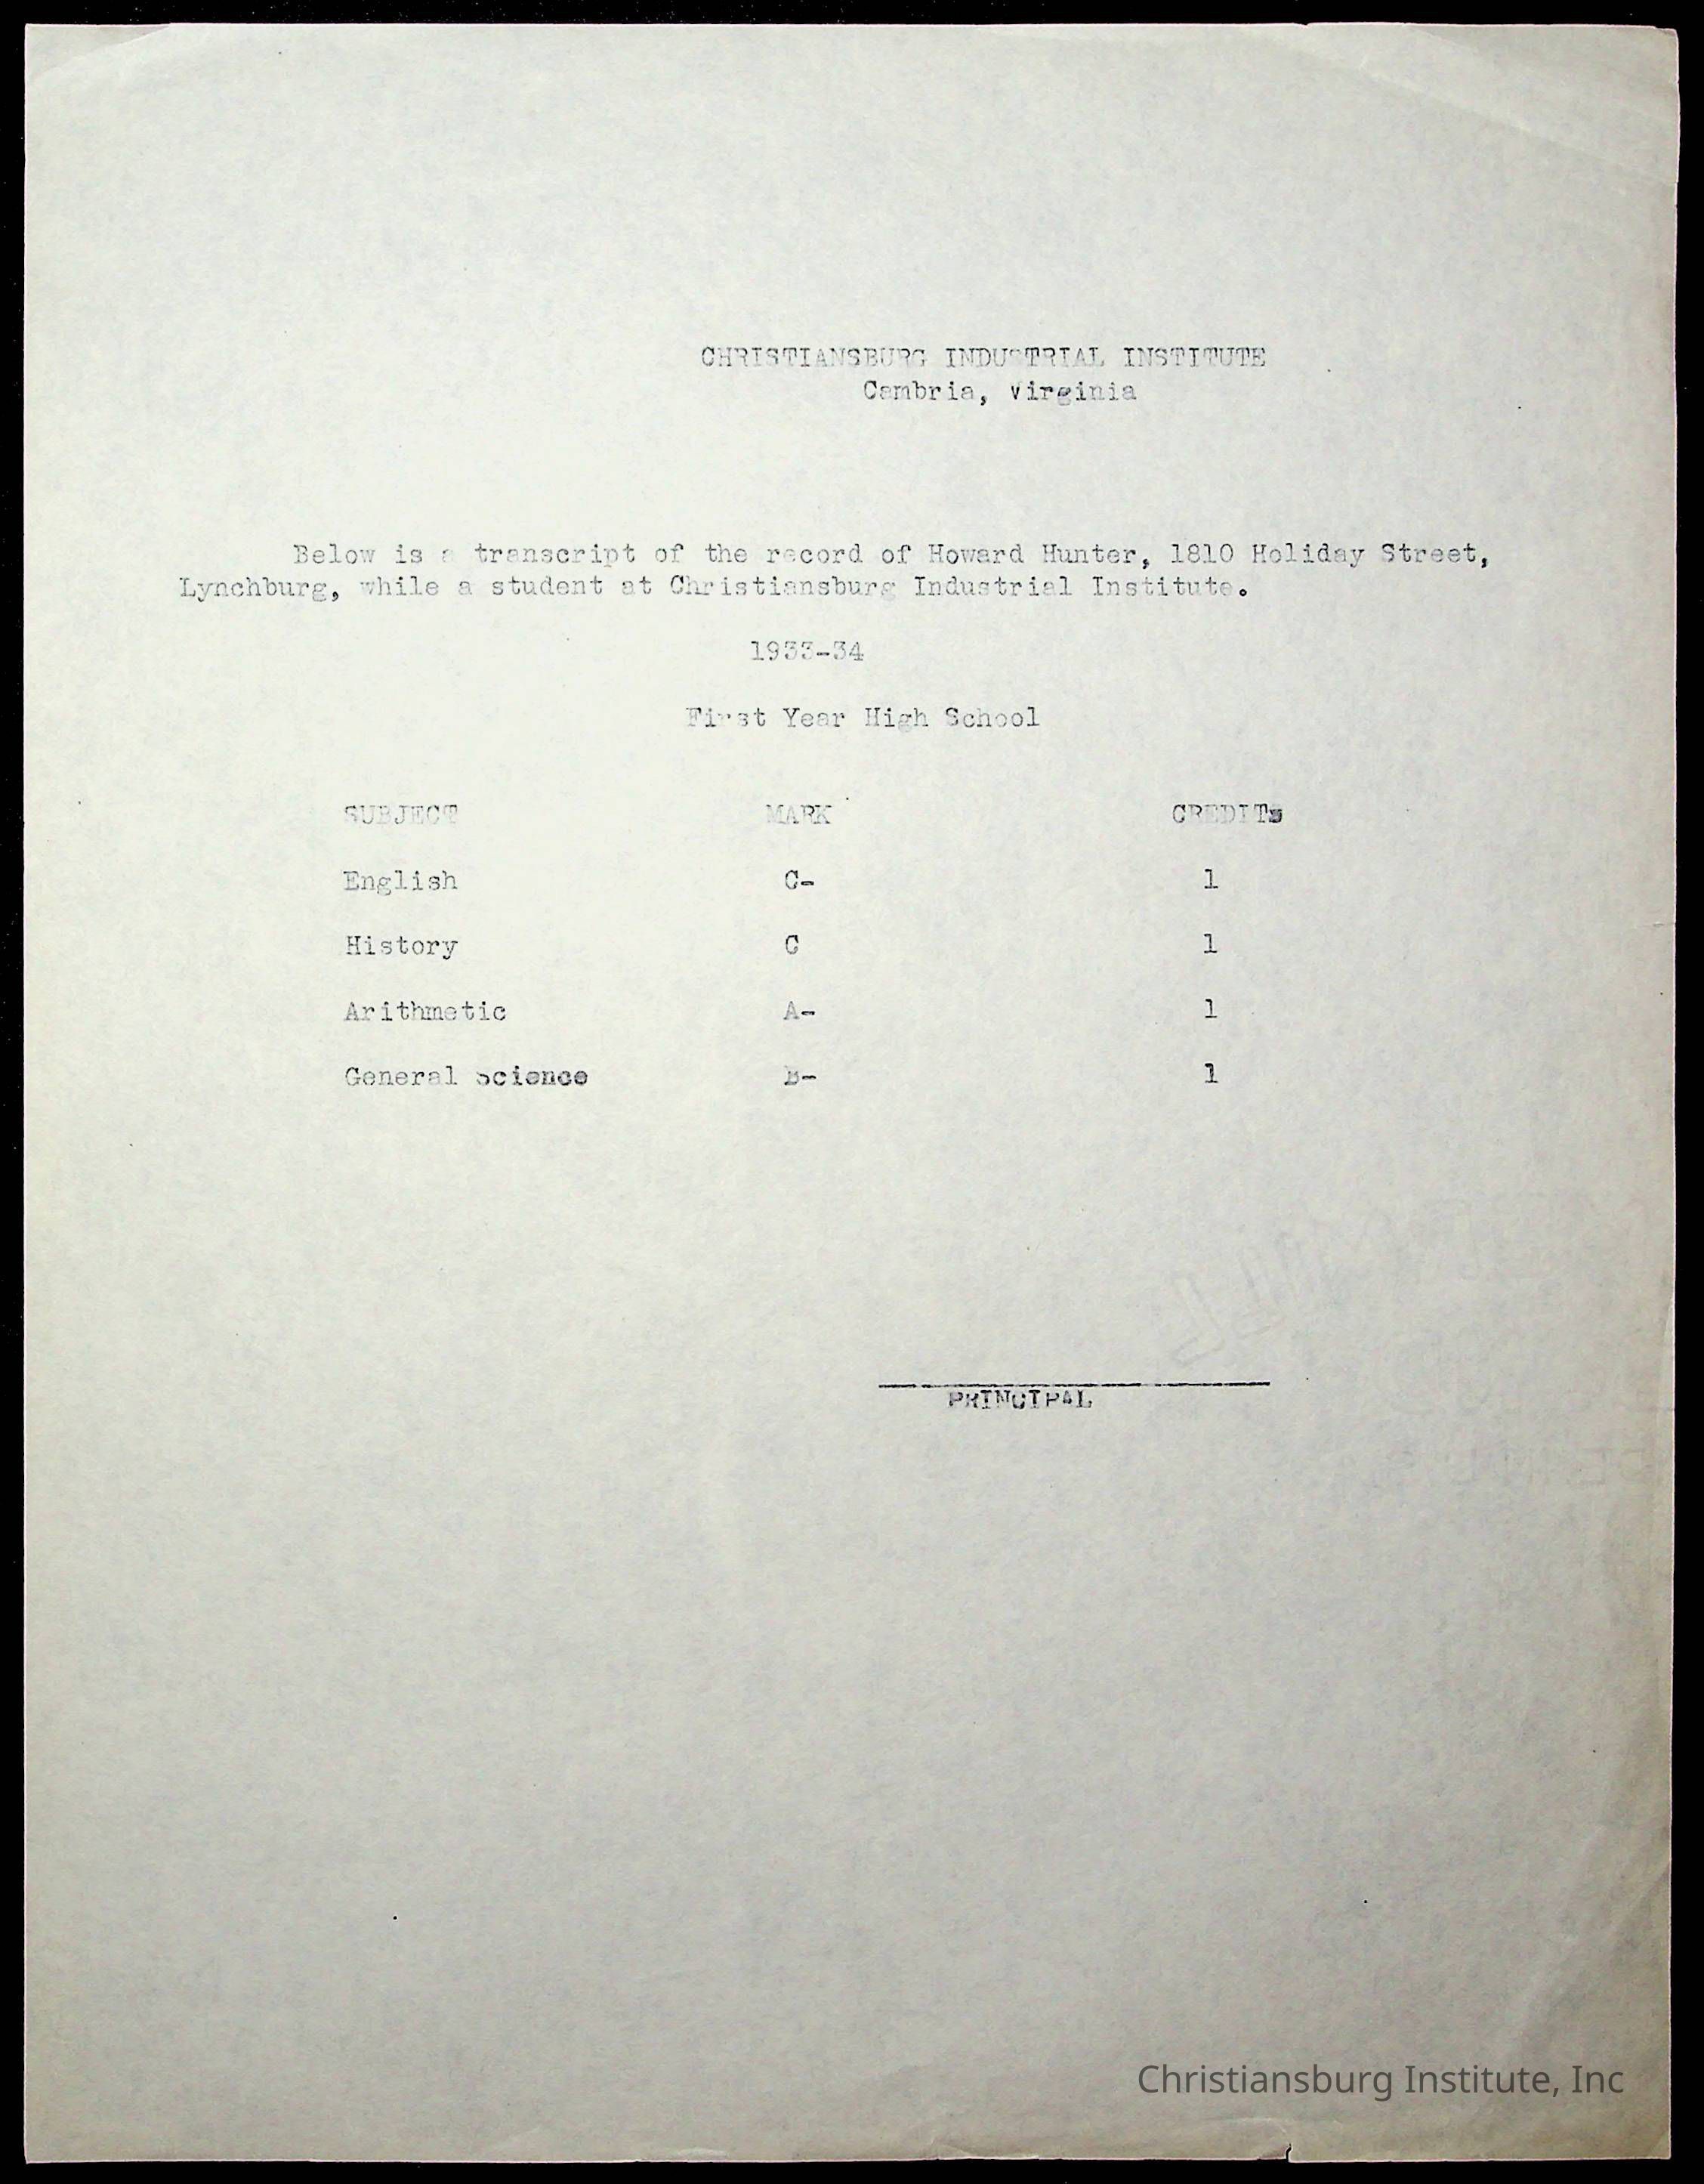 CHRISTIANSBURG INDUSTRIAL INSTITUTE
Cambria, Virginia
Below is a transcript of the record of Howard Hunter, 1810 Holiday Street,
Lynchburg, while a student at Christiansburg Industrial Institute.
1933-34
First Year High School
SUBJECT MARK CREDITs
English C- 1
History C 1
Arithmetic A- 1
General Science B- 1
PRINCIPAL
Christiansburg Institute, Inc